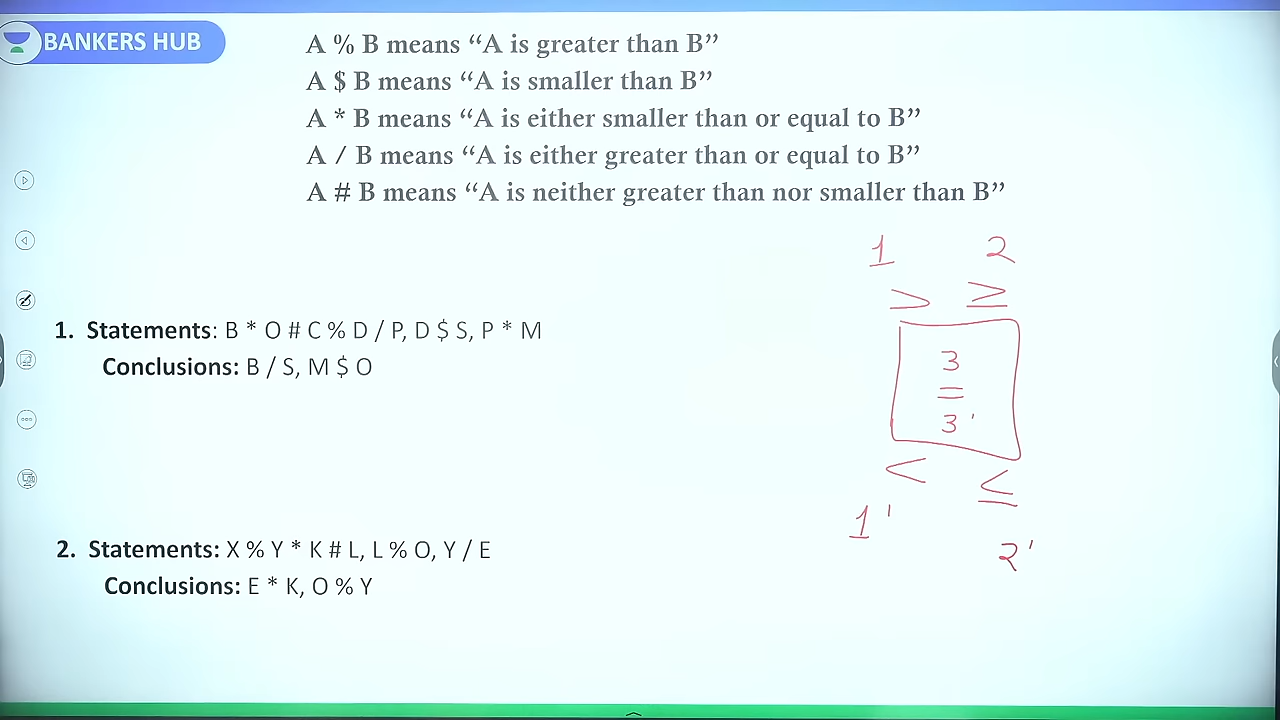 BANKERS HUB
A % B means “A is greater than B”
A $ B means “A is smaller than B”
A * B means “A is either smaller than or equal to B”
A / B means “A is either greater than or equal to B”
A # B means “A is neither greater than nor smaller than B”
1 2
> ≥
1. Statements: B * O # C % D / P, D $ S, P * M
Conclusions: B / S, M $ O
3
=
3'
< ≤
1'
2'
2. Statements: X % Y * K # L, L % O, Y / E
Conclusions: E * K, O % Y